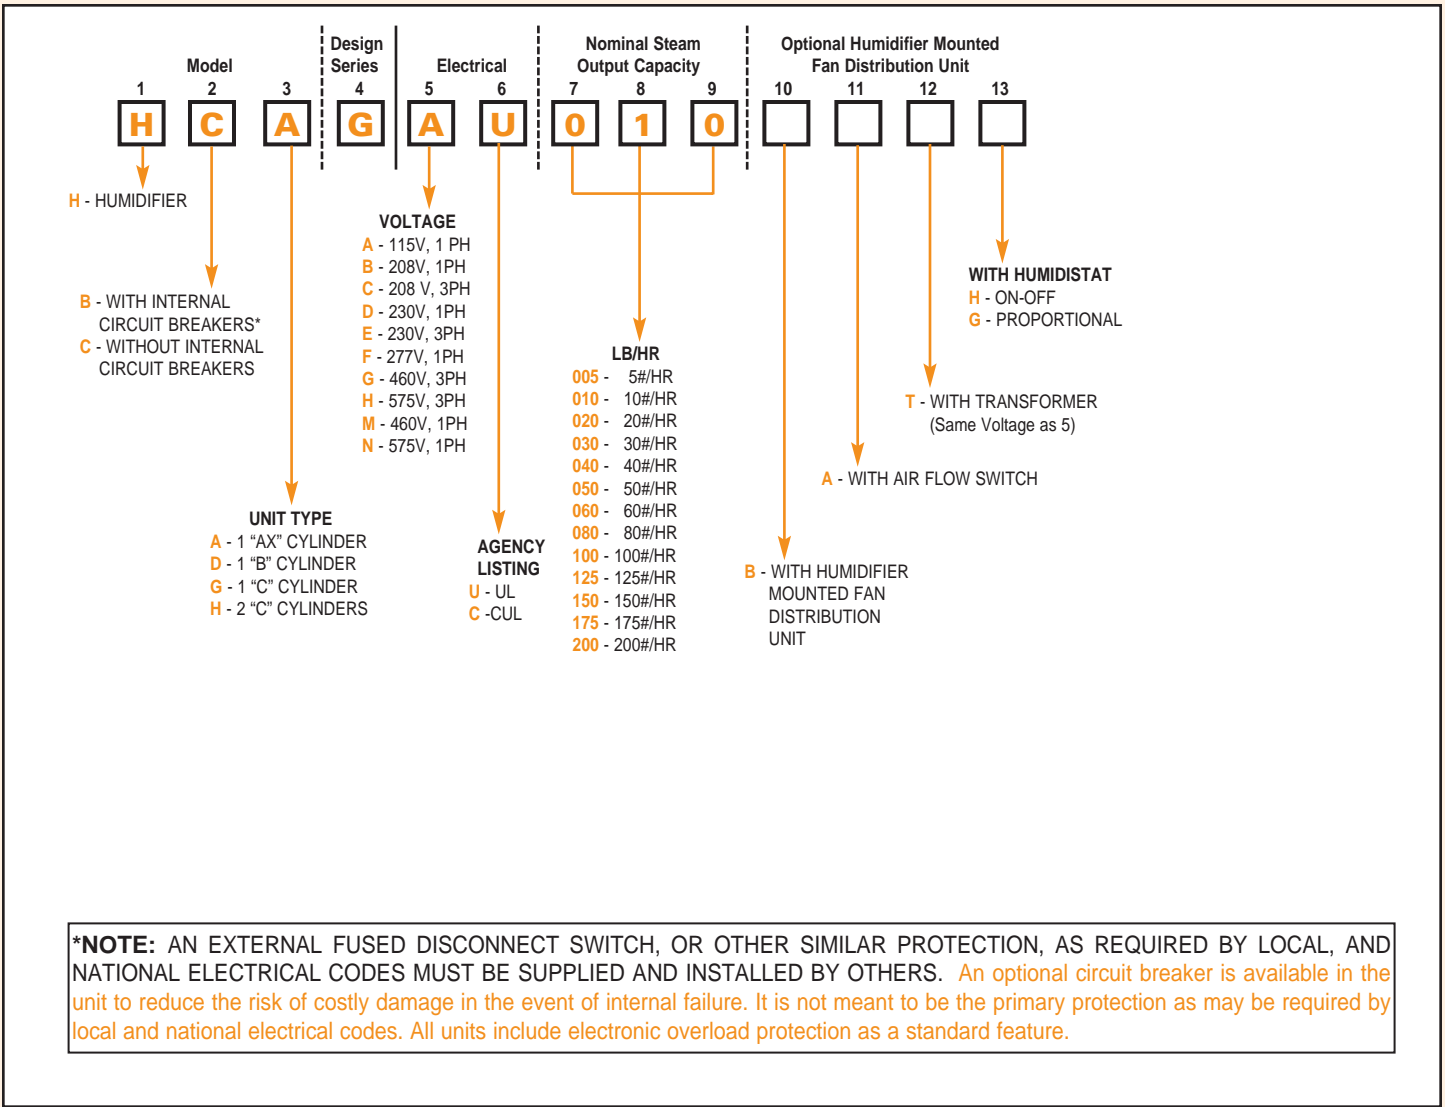 Model
Design
Series
Electrical
Nominal Steam
Output Capacity
Optional Humidifier Mounted
Fan Distribution Unit
1 2 3 4 5 6 7 8 9 10 11 12 13
H C A G A U 0 1 0
H - HUMIDIFIER
B - WITH INTERNAL
CIRCUIT BREAKERS*
C - WITHOUT INTERNAL
CIRCUIT BREAKERS
UNIT TYPE
A - 1 “AX” CYLINDER
D - 1 “B” CYLINDER
G - 1 “C” CYLINDER
H - 2 “C” CYLINDERS
VOLTAGE
A - 115V, 1 PH
B - 208V, 1PH
C - 208 V, 3PH
D - 230V, 1PH
E - 230V, 3PH
F - 277V, 1PH
G - 460V, 3PH
H - 575V, 3PH
M - 460V, 1PH
N - 575V, 1PH
AGENCY
LISTING
U - UL
C -CUL
LB/HR
005 - 5#/HR
010 - 10#/HR
020 - 20#/HR
030 - 30#/HR
040 - 40#/HR
050 - 50#/HR
060 - 60#/HR
080 - 80#/HR
100 - 100#/HR
125 - 125#/HR
150 - 150#/HR
175 - 175#/HR
200 - 200#/HR
B - WITH HUMIDIFIER
MOUNTED FAN
DISTRIBUTION
UNIT
A - WITH AIR FLOW SWITCH
T - WITH TRANSFORMER
(Same Voltage as 5)
WITH HUMIDISTAT
H - ON-OFF
G - PROPORTIONAL
*NOTE: AN EXTERNAL FUSED DISCONNECT SWITCH, OR OTHER SIMILAR PROTECTION, AS REQUIRED BY LOCAL, AND
NATIONAL ELECTRICAL CODES MUST BE SUPPLIED AND INSTALLED BY OTHERS. An optional circuit breaker is available in the
unit to reduce the risk of costly damage in the event of internal failure. It is not meant to be the primary protection as may be required by
local and national electrical codes. All units include electronic overload protection as a standard feature.